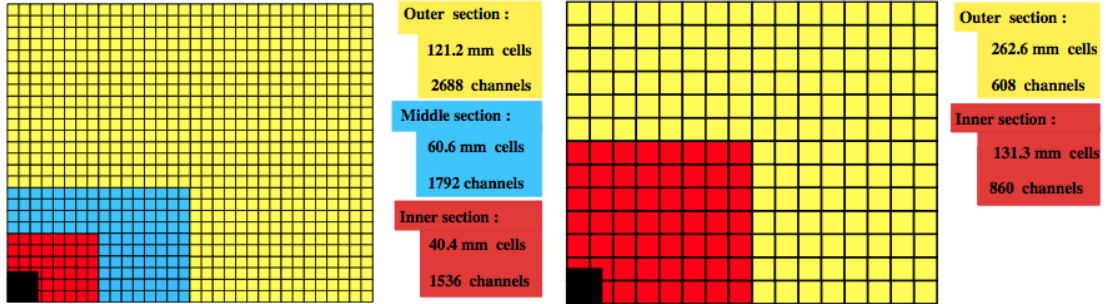 Outer section :
121.2 mm cells
2688 channels
Middle section :
60.6 mm cells
1792 channels
Inner section :
40.4 mm cells
1536 channels
Outer section :
262.6 mm cells
608 channels
Inner section :
131.3 mm cells
860 channels